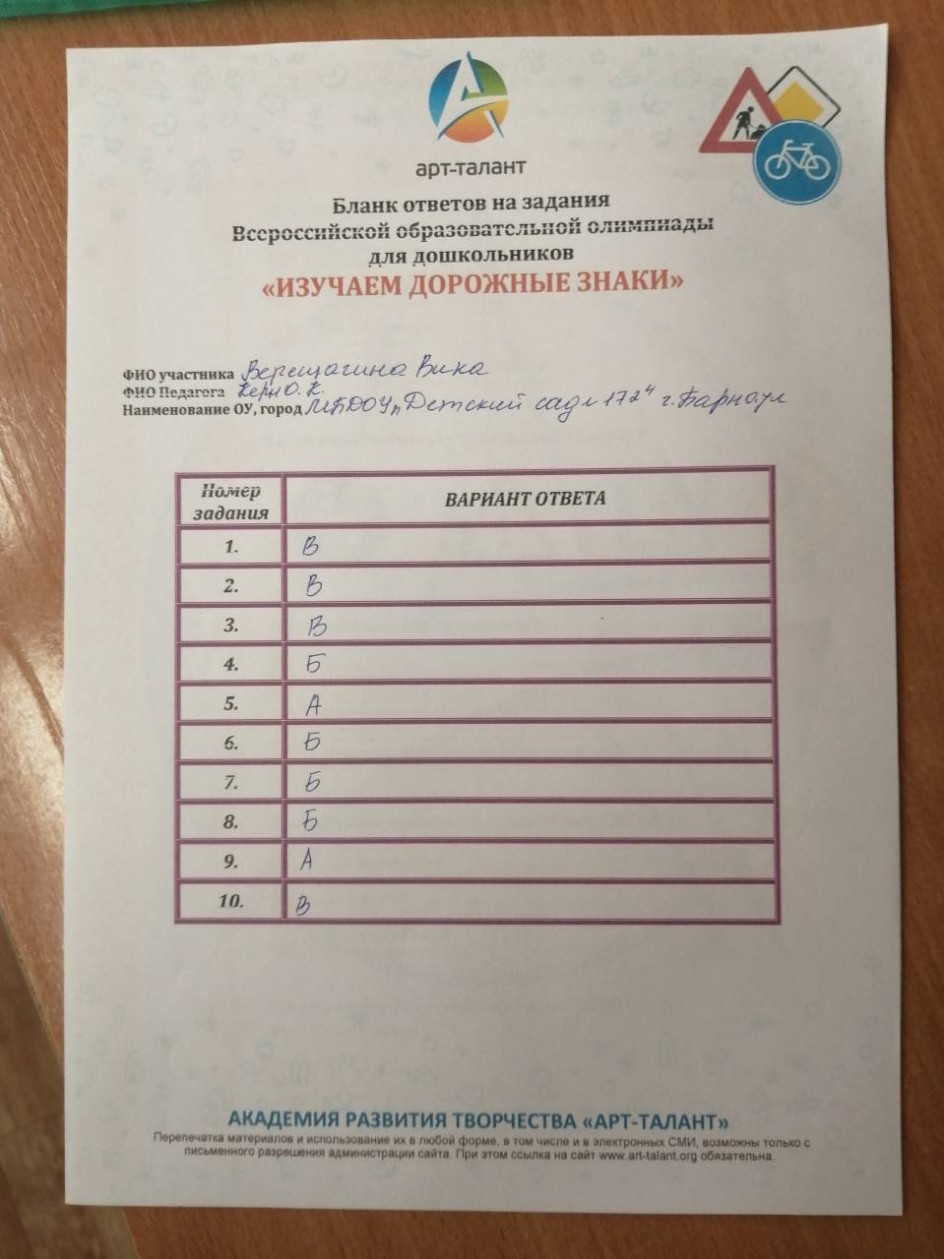 арт-талант
Бланк ответов на задания
Всероссийской образовательной олимпиады
для дошкольников
«ИЗУЧАЕМ ДОРОЖНЫЕ ЗНАКИ»
ФИО участника Верещагина Вика
ФИО Педагога Керн О. К.
Наименование ОУ, город МБДОУ „Детский сад №172" г. Барнаул
Номер задания ВАРИАНТ ОТВЕТА
1. В
2. В
3. В
4. Б
5. А
6. Б
7. Б
8. Б
9. А
10. В
АКАДЕМИЯ РАЗВИТИЯ ТВОРЧЕСТВА «АРТ-ТАЛАНТ»
Перепечатка материалов и использование их в любой форме, в том числе и в электронных СМИ, возможны только с
письменного разрешения администрации сайта. При этом ссылка на сайт www.art-talant.org обязательна.